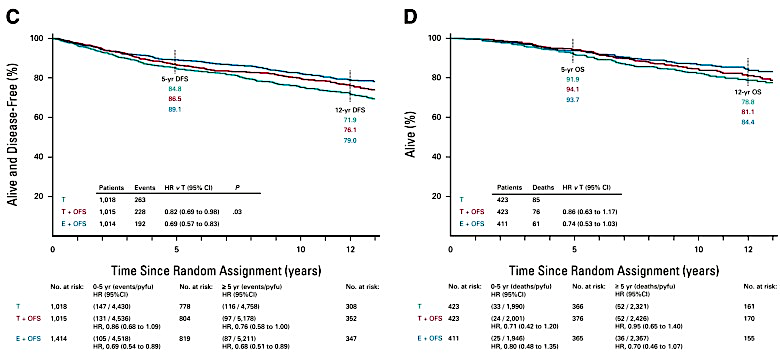 C
Alive and Disease-Free (%)
100
80
60
40
20
5-yr DFS
84.8
86.5
89.1
12-yr DFS
71.9
76.1
79.0
Patients Events HR v T (95% CI) P
T 1,018 263
T + OFS 1,015 228 0.82 (0.69 to 0.98) .03
E + OFS 1,014 192 0.69 (0.57 to 0.83)
0 5 10 12
Time Since Random Assignment (years)
No. at risk: 0-5 yr (events/pyfu) HR (95%CI) No. at risk: ≥ 5 yr (events/pyfu) HR (95%CI) No. at risk:
T 1,018 (147 / 4,430) 778 (116 / 4,758) 308
T + OFS 1,015 (131 / 4,536) 804 (97 / 5,178) 352
HR, 0.86 (0.68 to 1.09) HR, 0.76 (0.58 to 1.00)
E + OFS 1,414 (105 / 4,518) 819 (87 / 5,211) 347
HR, 0.69 (0.54 to 0.89) HR, 0.68 (0.51 to 0.89)
D
Alive (%)
100
80
60
40
20
5-yr OS
91.9
94.1
93.7
12-yr OS
78.8
81.1
84.4
Patients Deaths HR v T (95% CI)
T 423 85
T + OFS 423 76 0.86 (0.63 to 1.17)
E + OFS 411 61 0.74 (0.53 to 1.03)
0 5 10 12
Time Since Random Assignment (years)
No. at risk: 0-5 yr (deaths/pyfu) HR (95%CI) No. at risk: ≥ 5 yr (deaths/pyfu) HR (95%CI) No. at risk:
T 423 (33 / 1,990) 366 (52 / 2,321) 161
T + OFS 423 (24 / 2,001) 376 (52 / 2,426) 170
HR, 0.71 (0.42 to 1.20) HR, 0.95 (0.65 to 1.40)
E + OFS 411 (25 / 1,946) 365 (36 / 2,367) 155
HR, 0.80 (0.48 to 1.35) HR, 0.70 (0.46 to 1.07)